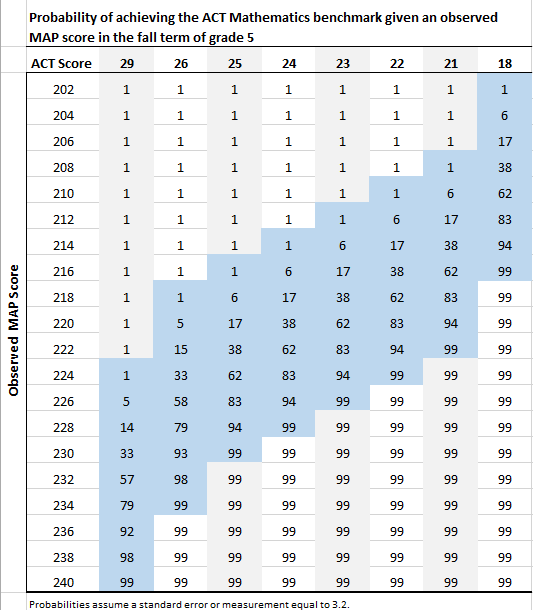 Probability of achieving the ACT Mathematics benchmark given an observed
MAP score in the fall term of grade 5
ACT Score 29 26 25 24 23 22 21 18
Observed MAP Score
202 1 1 1 1 1 1 1 1
204 1 1 1 1 1 1 1 6
206 1 1 1 1 1 1 1 17
208 1 1 1 1 1 1 1 38
210 1 1 1 1 1 1 6 62
212 1 1 1 1 1 6 17 83
214 1 1 1 1 6 17 38 94
216 1 1 1 6 17 38 62 99
218 1 1 6 17 38 62 83 99
220 1 5 17 38 62 83 94 99
222 1 15 38 62 83 94 99 99
224 1 33 62 83 94 99 99 99
226 5 58 83 94 99 99 99 99
228 14 79 94 99 99 99 99 99
230 33 93 99 99 99 99 99 99
232 57 98 99 99 99 99 99 99
234 79 99 99 99 99 99 99 99
236 92 99 99 99 99 99 99 99
238 98 99 99 99 99 99 99 99
240 99 99 99 99 99 99 99 99
Probabilities assume a standard error or measurement equal to 3.2.